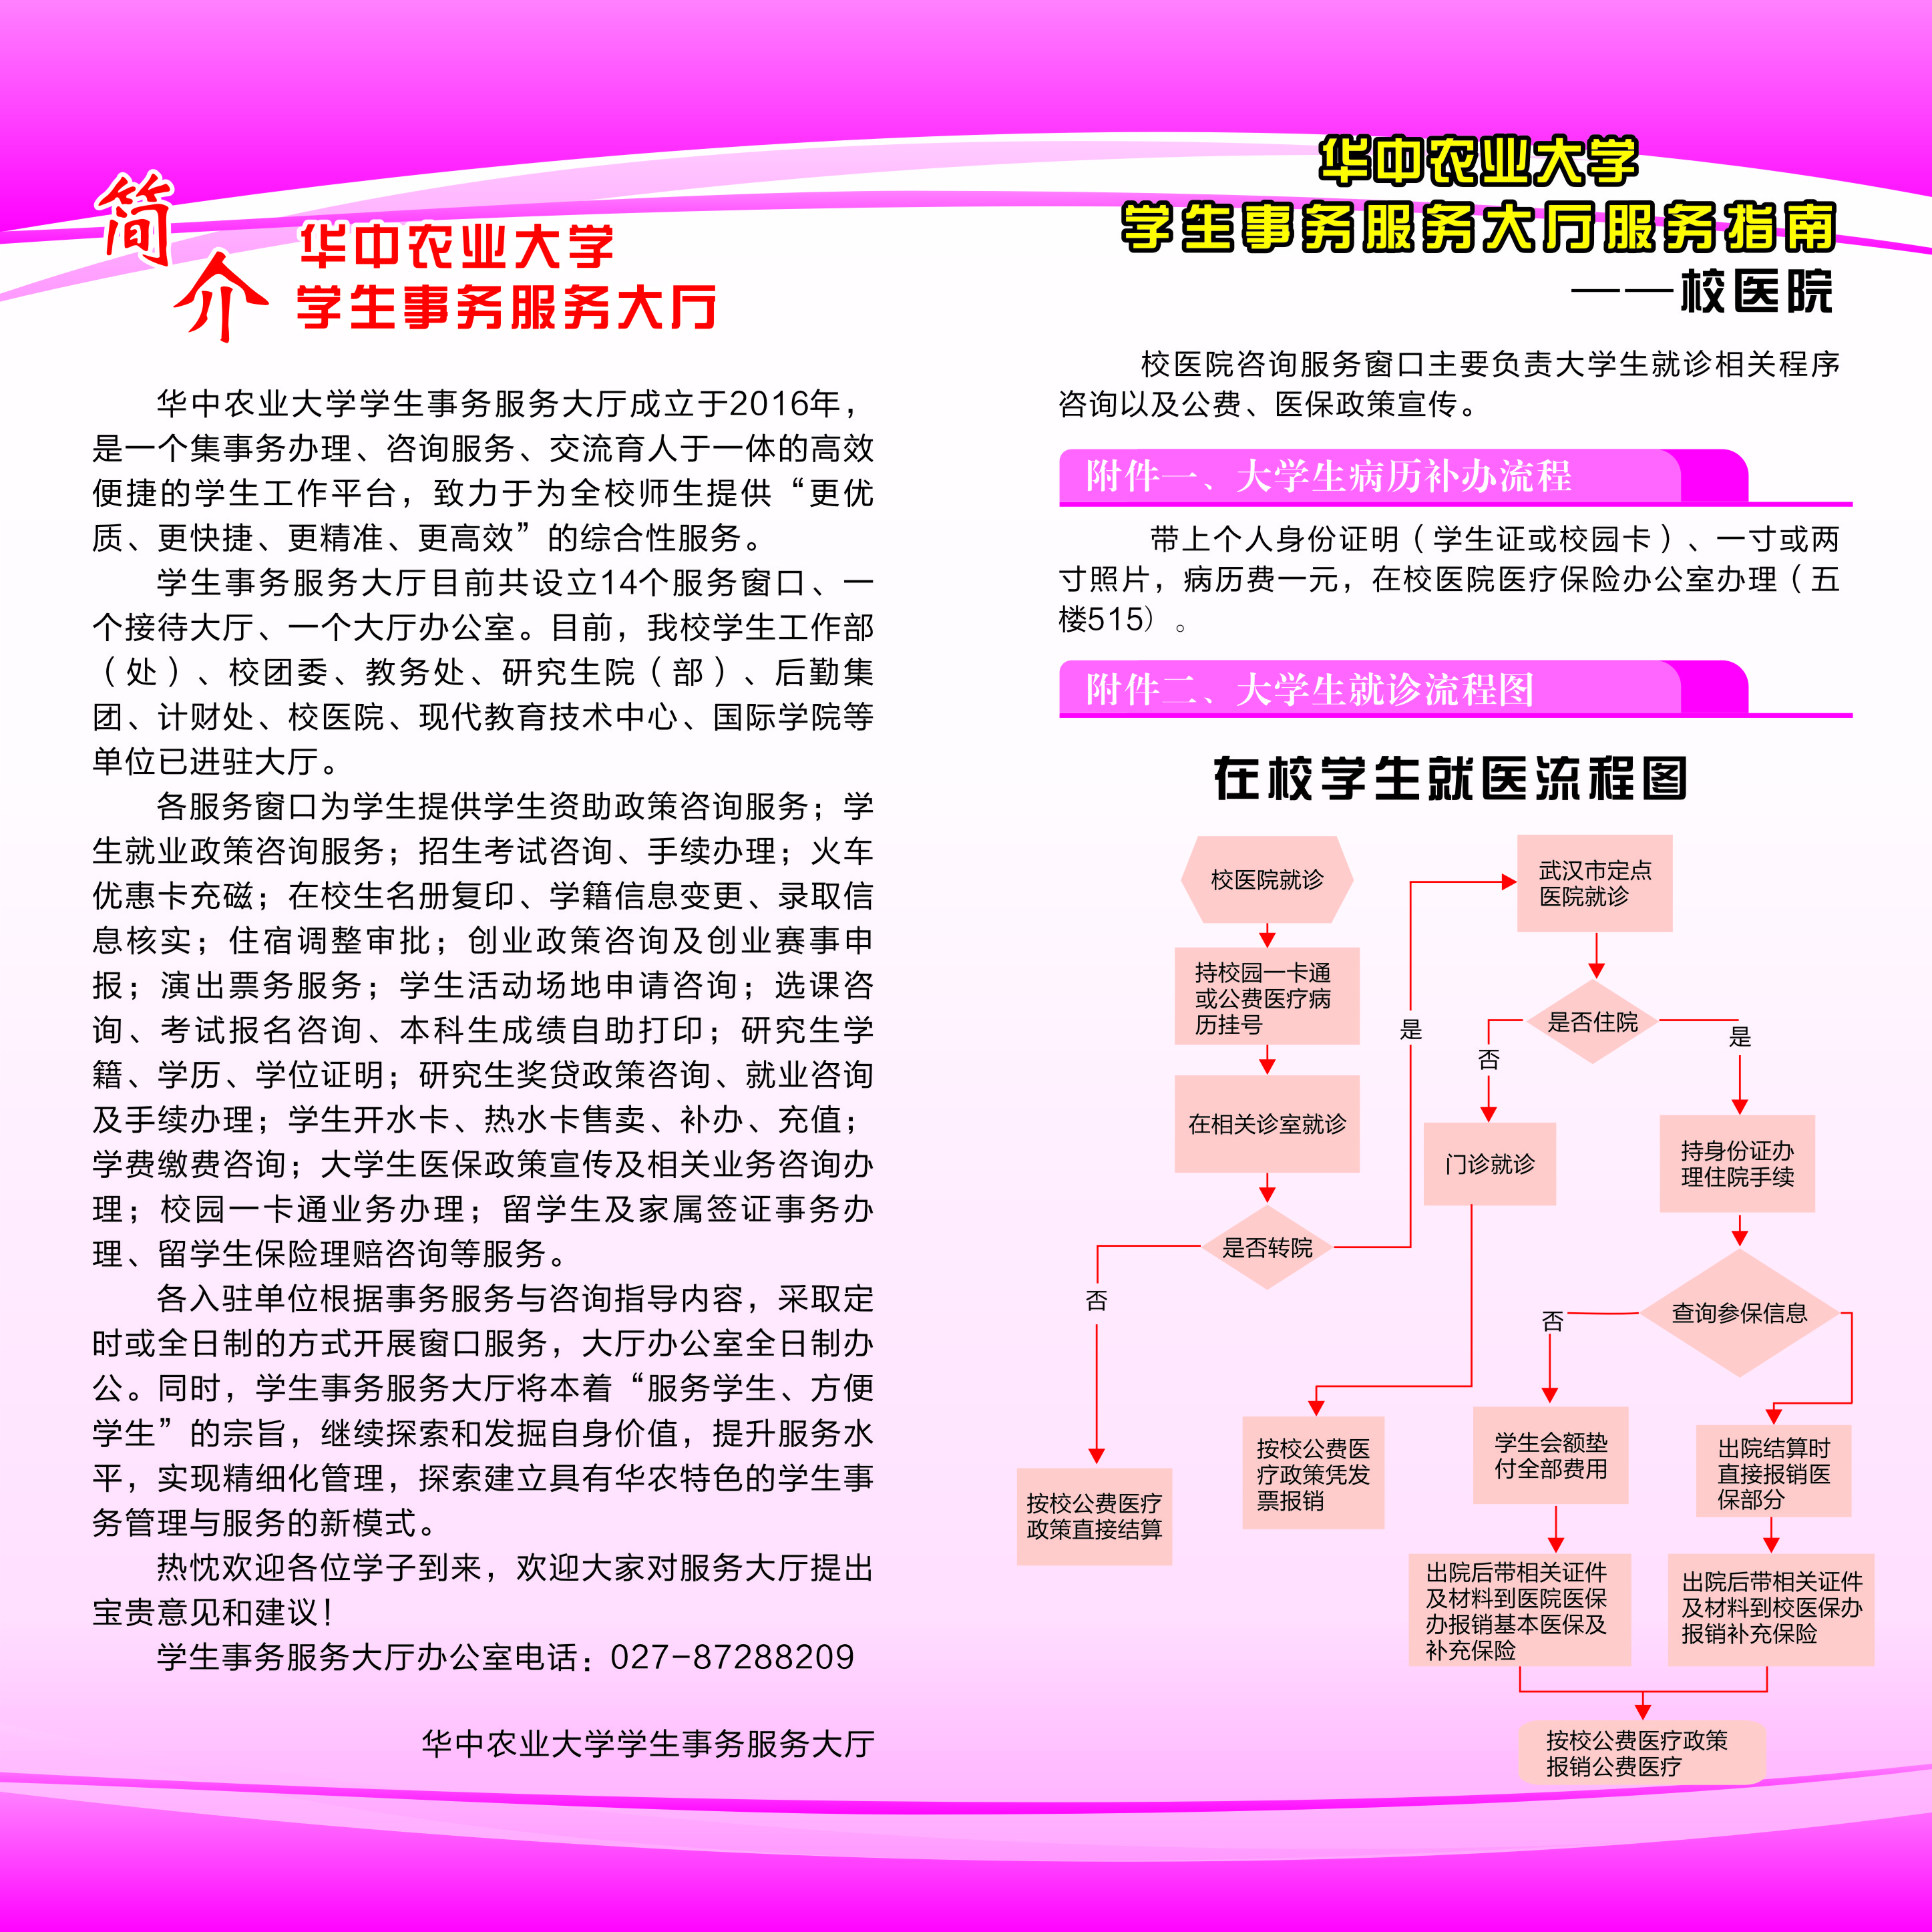 简介
华中农业大学
学生事务服务大厅
华中农业大学学生事务服务大厅成立于2016年，
是一个集事务办理、咨询服务、交流育人于一体的高效
便捷的学生工作平台，致力于为全校师生提供“更优
质、更快捷、更精准、更高效”的综合性服务。
学生事务服务大厅目前共设立14个服务窗口、一
个接待大厅、一个大厅办公室。目前，我校学生工作部
（处）、校团委、教务处、研究生院（部）、后勤集
团、计财处、校医院、现代教育技术中心、国际学院等
单位已进驻大厅。
各服务窗口为学生提供学生资助政策咨询服务；学
生就业政策咨询服务；招生考试咨询、手续办理；火车
优惠卡充磁；在校生名册复印、学籍信息变更、录取信
息核实；住宿调整审批；创业政策咨询及创业赛事申
报；演出票务服务；学生活动场地申请咨询；选课咨
询、考试报名咨询、本科生成绩自助打印；研究生学
籍、学历、学位证明；研究生奖贷政策咨询、就业咨询
及手续办理；学生开水卡、热水卡售卖、补办、充值；
学费缴费咨询；大学生医保政策宣传及相关业务咨询办
理；校园一卡通业务办理；留学生及家属签证事务办
理、留学生保险理赔咨询等服务。
各入驻单位根据事务服务与咨询指导内容，采取定
时或全日制的方式开展窗口服务，大厅办公室全日制办
公。同时，学生事务服务大厅将本着“服务学生、方便
学生”的宗旨，继续探索和发掘自身价值，提升服务水
平，实现精细化管理，探索建立具有华农特色的学生事
务管理与服务的新模式。
热忱欢迎各位学子到来，欢迎大家对服务大厅提出
宝贵意见和建议！
学生事务服务大厅办公室电话：027-87288209
华中农业大学学生事务服务大厅
华中农业大学
学生事务服务大厅服务指南
——校医院
校医院咨询服务窗口主要负责大学生就诊相关程序
咨询以及公费、医保政策宣传。
附件一、大学生病历补办流程
带上个人身份证明（学生证或校园卡）、一寸或两
寸照片，病历费一元，在校医院医疗保险办公室办理（五
楼515）。
附件二、大学生就诊流程图
在校学生就医流程图
校医院就诊
持校园一卡通
或公费医疗病
历挂号
在相关诊室就诊
是否转院
否
是
按校公费医疗
政策直接结算
武汉市定点
医院就诊
是否住院
否
是
门诊就诊
按校公费医
疗政策凭发
票报销
持身份证办
理住院手续
查询参保信息
否
学生会额垫
付全部费用
出院结算时
直接报销医
保部分
出院后带相关证件
及材料到医院医保
办报销基本医保及
补充保险
出院后带相关证件
及材料到校医保办
报销补充保险
按校公费医疗政策
报销公费医疗